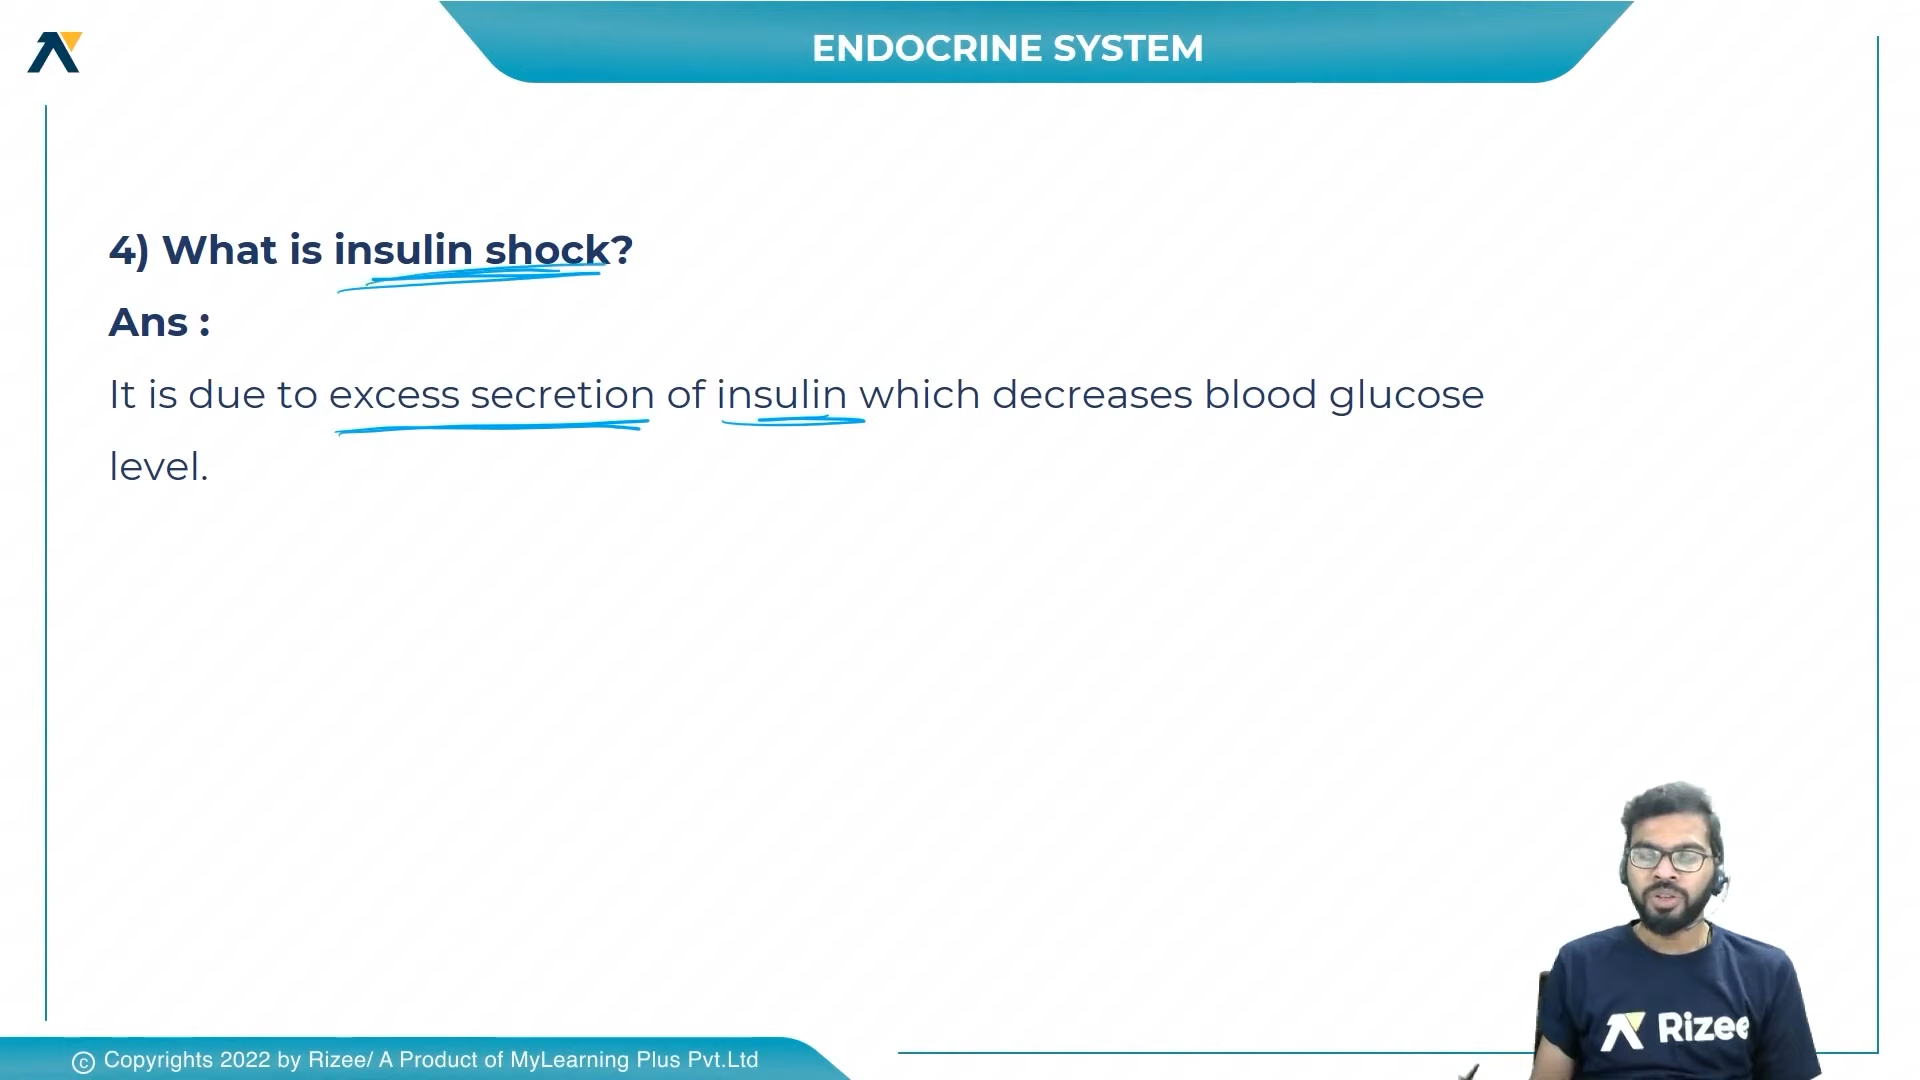 ENDOCRINE SYSTEM
4) What is insulin shock?
Ans :
It is due to excess secretion of insulin which decreases blood glucose
level.
Rizee
© Copyrights 2022 by Rizee/ A Product of MyLearning Plus Pvt.Ltd